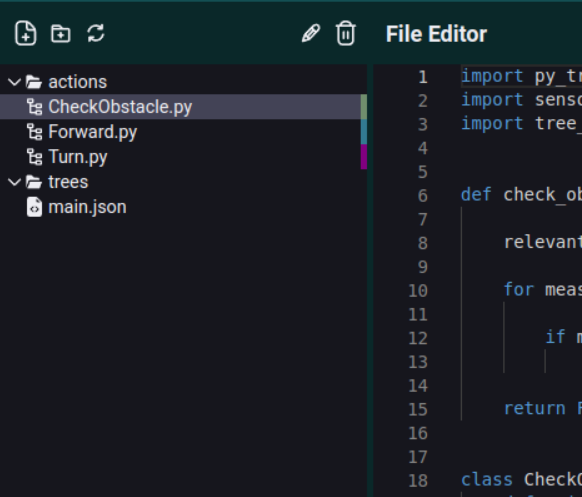 File Editor
actions
CheckObstacle.py
Forward.py
Turn.py
trees
main.json
1 import py_tr
2 import senso
3 import tree_
4
5
6 def check_ob
7
8 relevant
9
10 for meas
11
12 if m
13
14
15 return F
16
17
18 class CheckO